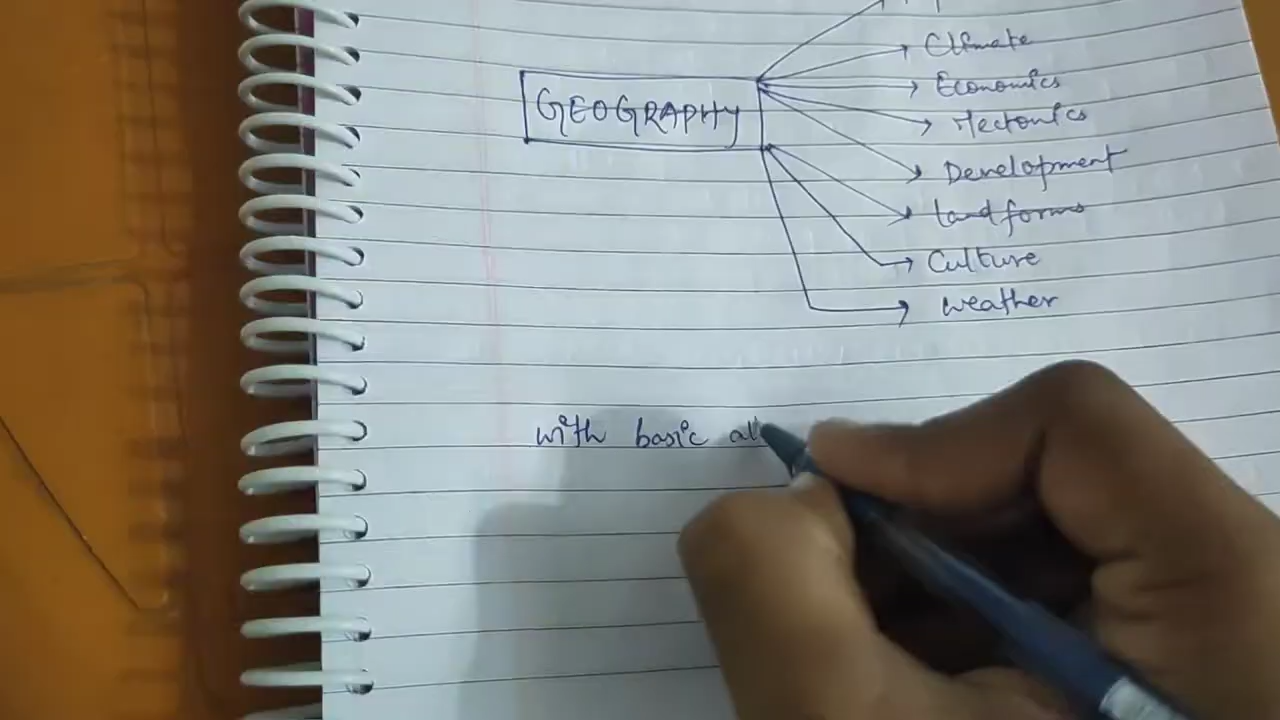 Climate
Economics
GEOGRAPHY
Tectonics
Development
Landforms
Culture
weather
with basic